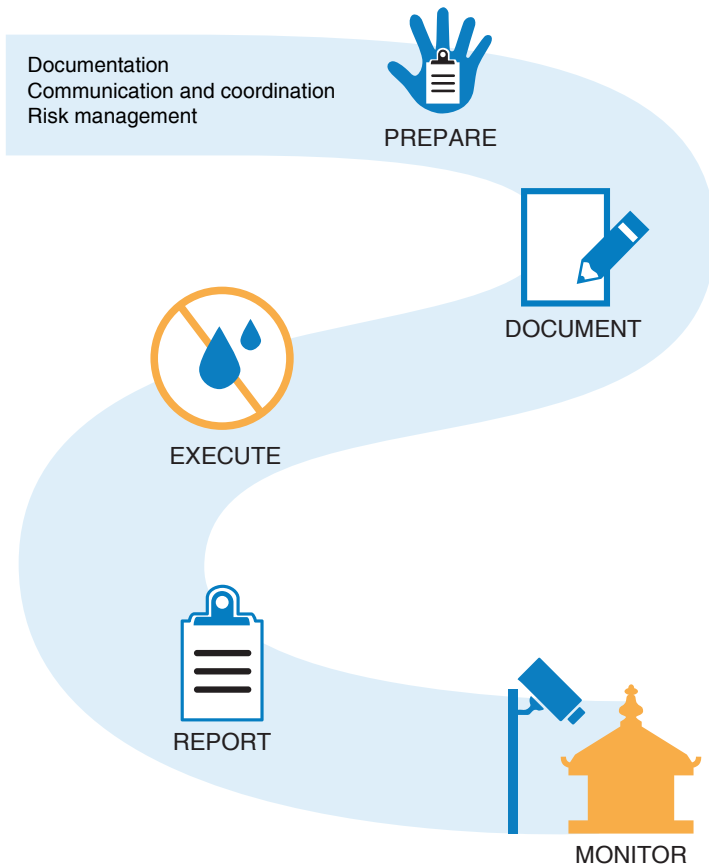 Documentation
Communication and coordination
Risk management
PREPARE
DOCUMENT
EXECUTE
REPORT
MONITOR